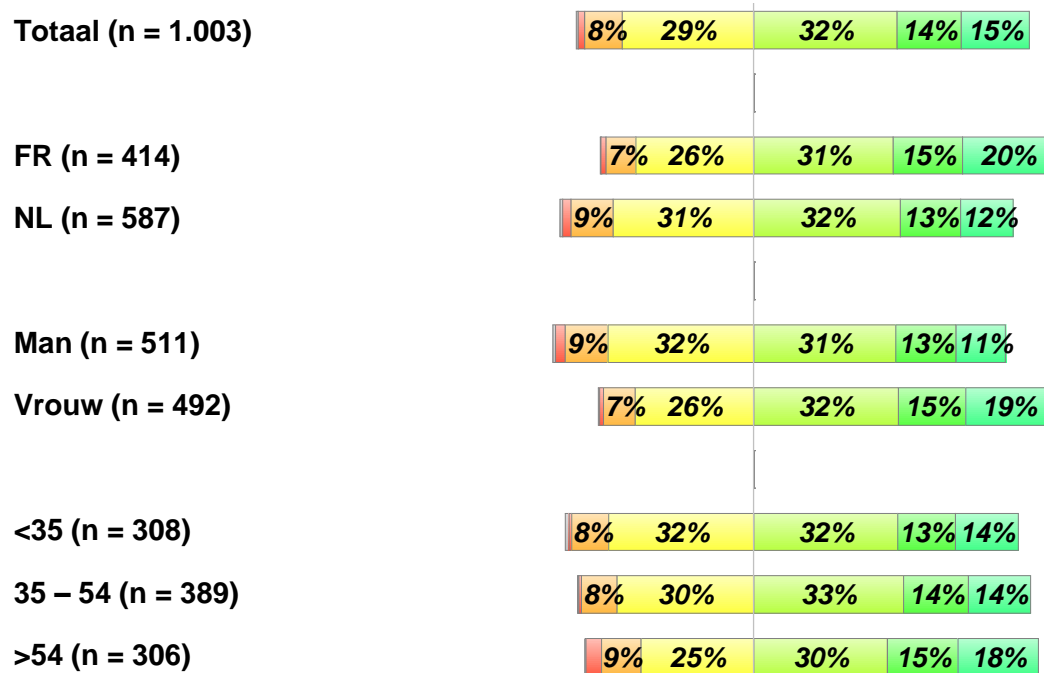 Totaal (n = 1.003) 8% 29% 32% 14% 15%
FR (n = 414) 7% 26% 31% 15% 20%
NL (n = 587) 9% 31% 32% 13% 12%
Man (n = 511) 9% 32% 31% 13% 11%
Vrouw (n = 492) 7% 26% 32% 15% 19%
<35 (n = 308) 8% 32% 32% 13% 14%
35 – 54 (n = 389) 8% 30% 33% 14% 14%
>54 (n = 306) 9% 25% 30% 15% 18%